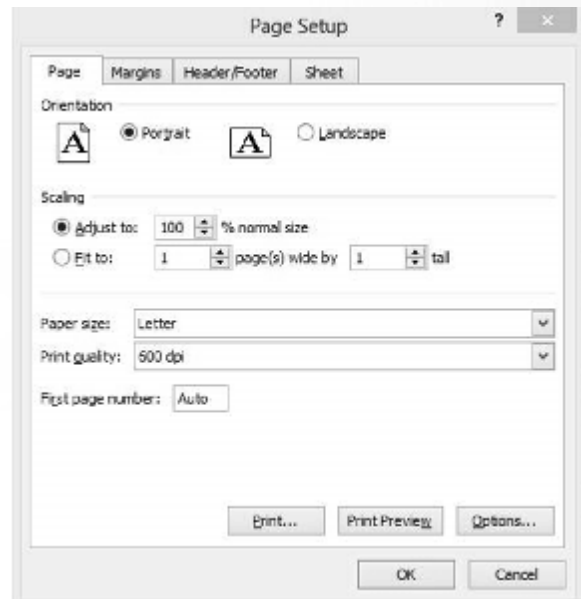 Page Setup ?
Page Margins Header/Footer Sheet
Orientation
A Portrait A Landscape
Scaling
Adjust to: 100 % normal size
Fit to: 1 page(s) wide by 1 tall
Paper size: Letter
Print quality: 600 dpi
First page number: Auto
Print... Print Preview Options...
OK Cancel